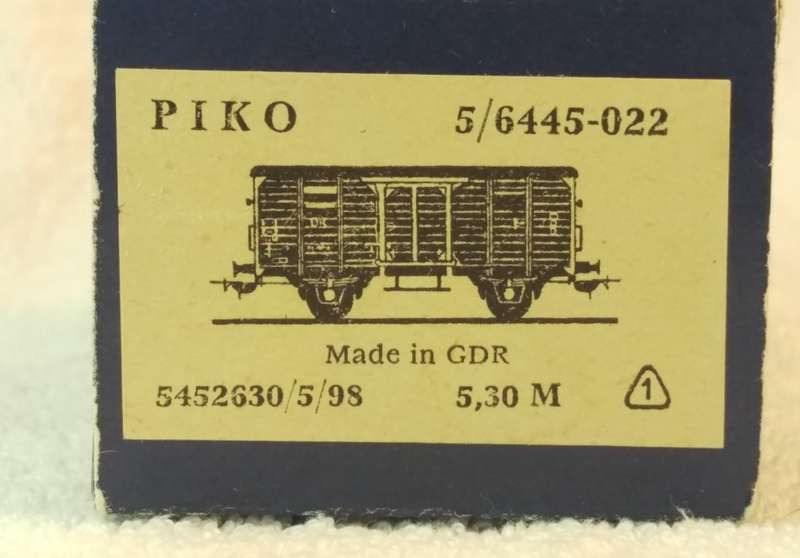 PIKO 5/6445-022
Made in GDR
5452630/5/98 5,30 M 1